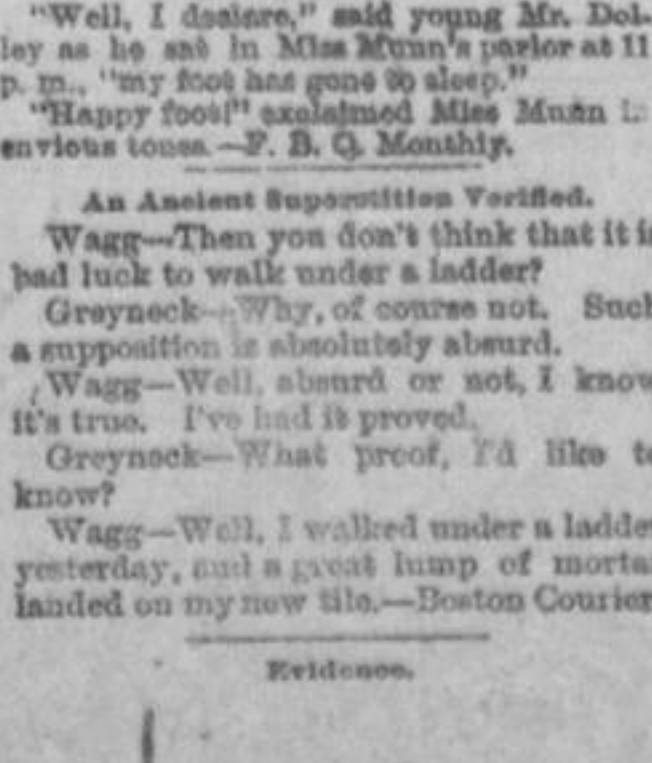 "Well, I declare," said young Mr. Dol-
ley as he sat in Miss Munn's parlor at 11
p. m., "my foot has gone to sleep."
"Happy foot!" exclaimed Miss Munn i
envious tones.—F. B. Q. Monthly.
An Ancient Superstition Verified.
Wagg—Then you don't think that it is
bad luck to walk under a ladder?
Greyneck—Why, of course not. Such
a supposition is absolutely absurd.
Wagg—Well, absurd or not, I know
it's true. I've had it proved.
Greyneck—What proof, I'd like to
know?
Wagg—Well, I walked under a ladder
yesterday, and a great lump of mortar
landed on my new tile.—Boston Courier
Evidence.